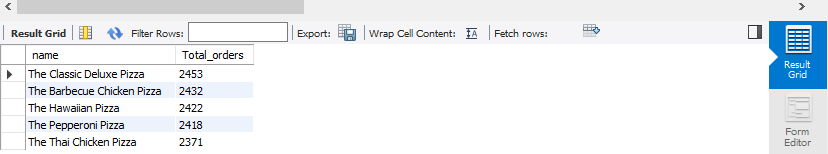 Result Grid Filter Rows: Export: Wrap Cell Content: Fetch rows:
name Total_orders
The Classic Deluxe Pizza 2453
The Barbecue Chicken Pizza 2432
The Hawaiian Pizza 2422
The Pepperoni Pizza 2418
The Thai Chicken Pizza 2371
Result
Grid
Form
Editor